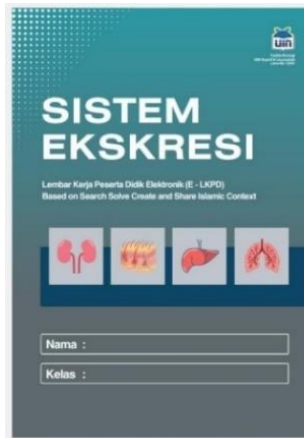 uin
SISTEM
EKSKRESI
Lembar Kerja Peserta Didik Elektronik (E - LKPD)
Based on Search Solve Create and Share Islamic Context
Nama :
Kelas :